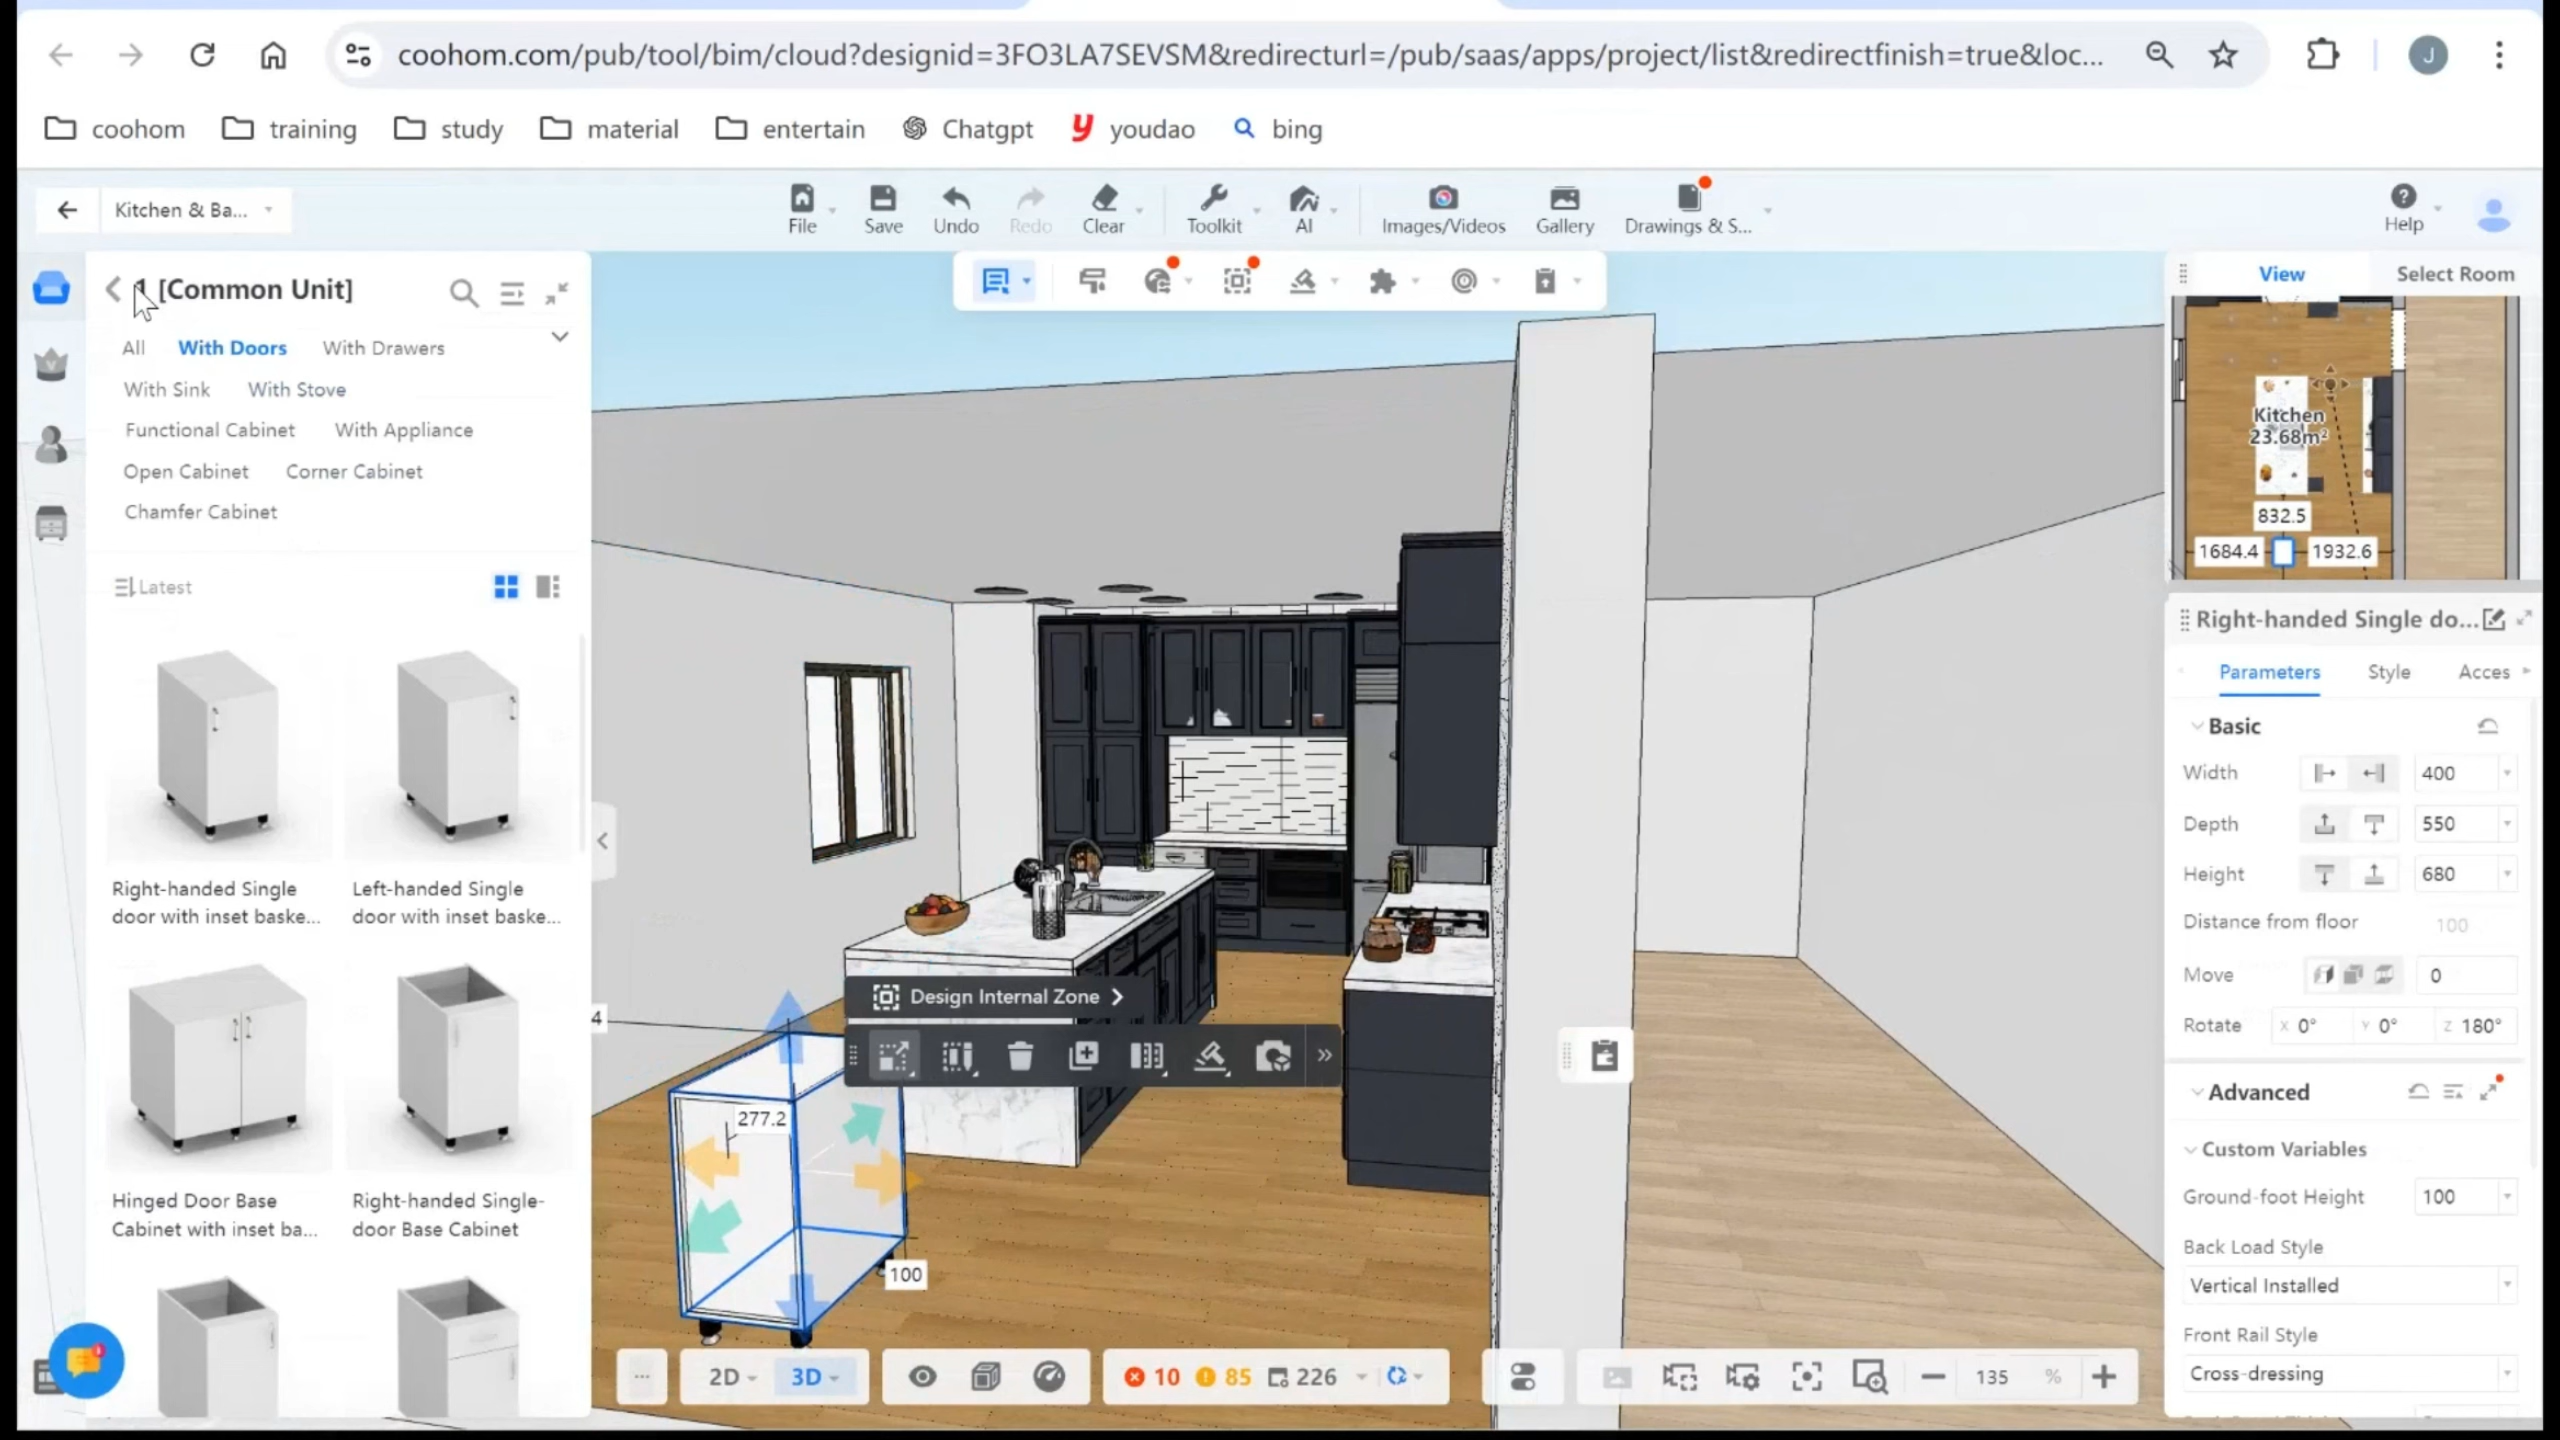 coohom.com/pub/tool/bim/cloud?designid=3FO3LA7SEVSM&redirecturl=/pub/saas/apps/project/list&redirectfinish=true&loc...
J
coohom training study material entertain Chatgpt youdao bing
Kitchen & Ba...
File Save Undo Redo Clear Toolkit AI Images/Videos Gallery Drawings & S... Help
[Common Unit]
All With Doors With Drawers
With Sink With Stove
Functional Cabinet With Appliance
Open Cabinet Corner Cabinet
Chamfer Cabinet
Latest
Right-handed Single
door with inset baske...
Left-handed Single
door with inset baske...
Hinged Door Base
Cabinet with inset ba...
Right-handed Single-
door Base Cabinet
4
Design Internal Zone
277.2
100
2D 3D
10 85 226
135 %
View Select Room
Kitchen
23.68m²
832.5
1684.4 1932.6
Right-handed Single do...
Parameters Style Acces
Basic
Width 400
Depth 550
Height 680
Distance from floor 100
Move 0
Rotate X 0° Y 0° Z 180°
Advanced
Custom Variables
Ground-foot Height 100
Back Load Style
Vertical Installed
Front Rail Style
Cross-dressing